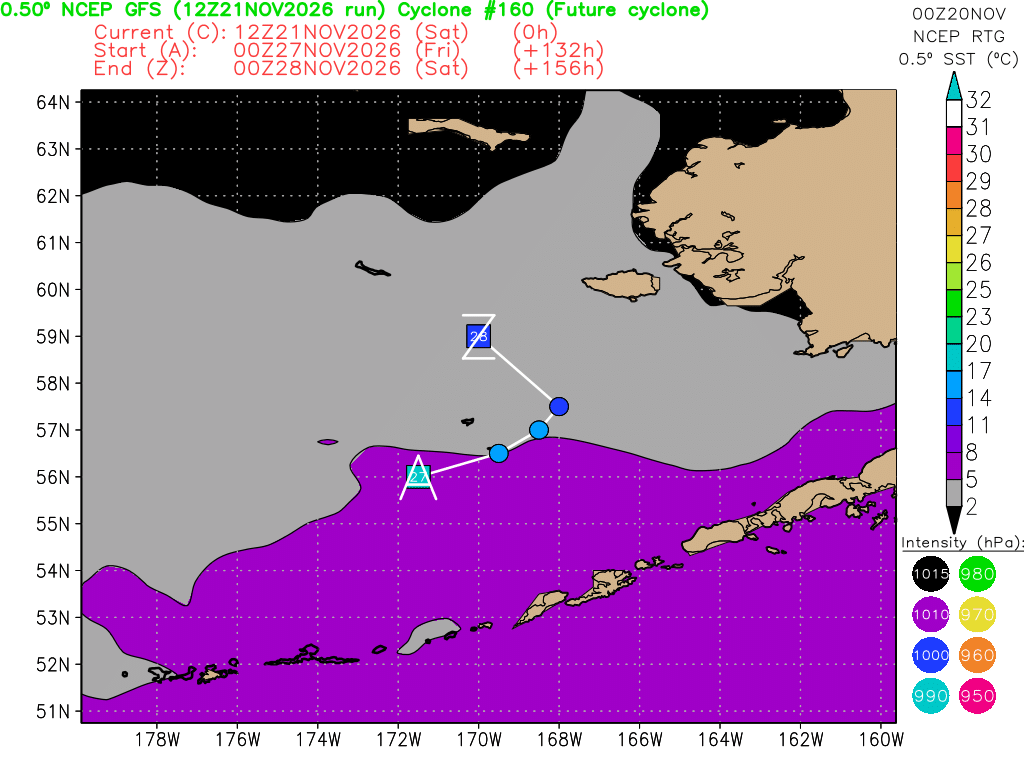 0.50º NCEP GFS (12Z21NOV2026 run) Cyclone #160 (Future cyclone)
Current (C): 12Z21NOV2026 (Sat) (0h)
Start (A): 00Z27NOV2026 (Fri) (+132h)
End (Z): 00Z28NOV2026 (Sat) (+156h)
00Z20NOV
NCEP RTG
0.5º SST (ºC)
32
31
30
29
28
27
26
25
23
20
17
14
11
8
5
2
64N
63N
62N
61N
60N
59N
58N
57N
56N
55N
54N
53N
52N
51N
28
Z
27
A
178W 176W 174W 172W 170W 168W 166W 164W 162W 160W
Intensity (hPa):
1015 980
1010 970
1000 960
990 950